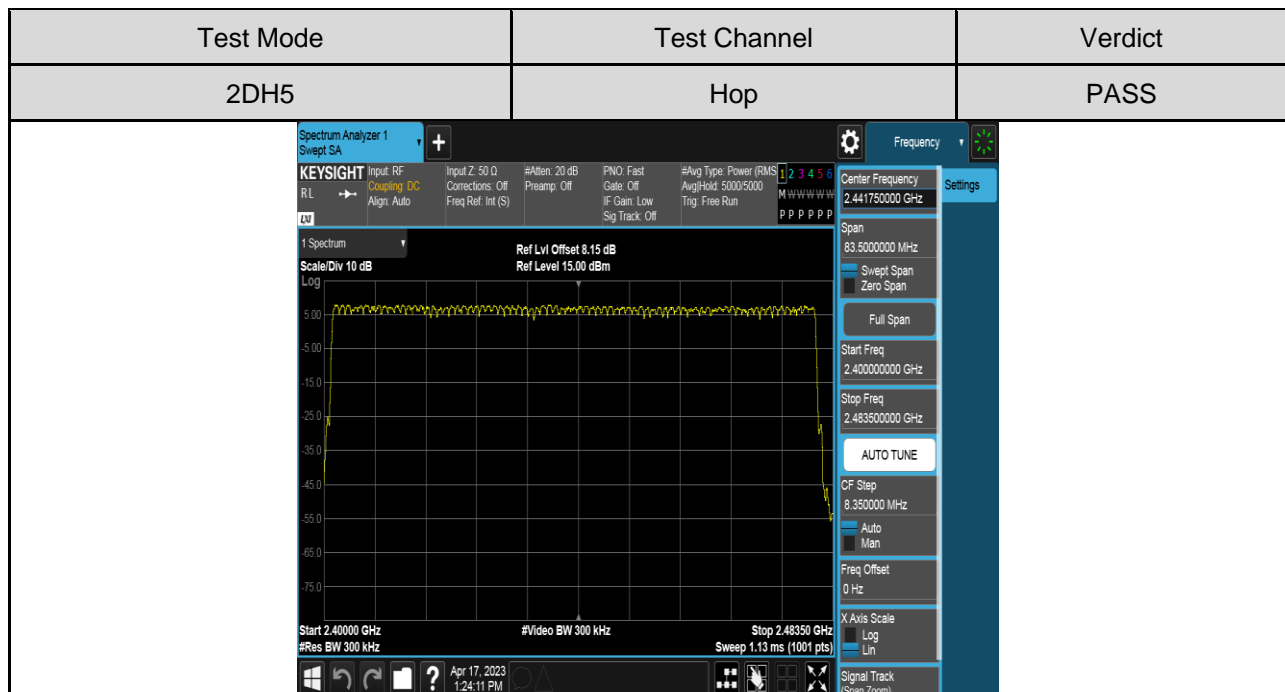 Test Mode Test Channel Verdict
2DH5 Hop PASS
Spectrum Analyzer 1
Swept SA
+
Frequency
KEYSIGHT
RL
LXI
Input: RF
Coupling: DC
Align: Auto
Input Z: 50 Ω
Corrections: Off
Freq Ref: Int (S)
#Atten: 20 dB
Preamp: Off
PNO: Fast
Gate: Off
IF Gain: Low
Sig Track: Off
#Avg Type: Power (RMS
Avg|Hold: 5000/5000
Trig: Free Run
1 2 3 4 5 6
M W W W W W
P P P P P P
1 Spectrum
Scale/Div 10 dB
Log
Ref Lvl Offset 8.15 dB
Ref Level 15.00 dBm
5.00
-5.00
-15.0
-25.0
-35.0
-45.0
-55.0
-65.0
-75.0
Start 2.40000 GHz
#Res BW 300 kHz
#Video BW 300 kHz
Stop 2.48350 GHz
Sweep 1.13 ms (1001 pts)
?
Apr 17, 2023
1:24:11 PM
Center Frequency
2.441750000 GHz
Settings
Span
83.5000000 MHz
Swept Span
Zero Span
Full Span
Start Freq
2.400000000 GHz
Stop Freq
2.483500000 GHz
AUTO TUNE
CF Step
8.350000 MHz
Auto
Man
Freq Offset
0 Hz
X Axis Scale
Log
Lin
Signal Track
(Span Zoom)